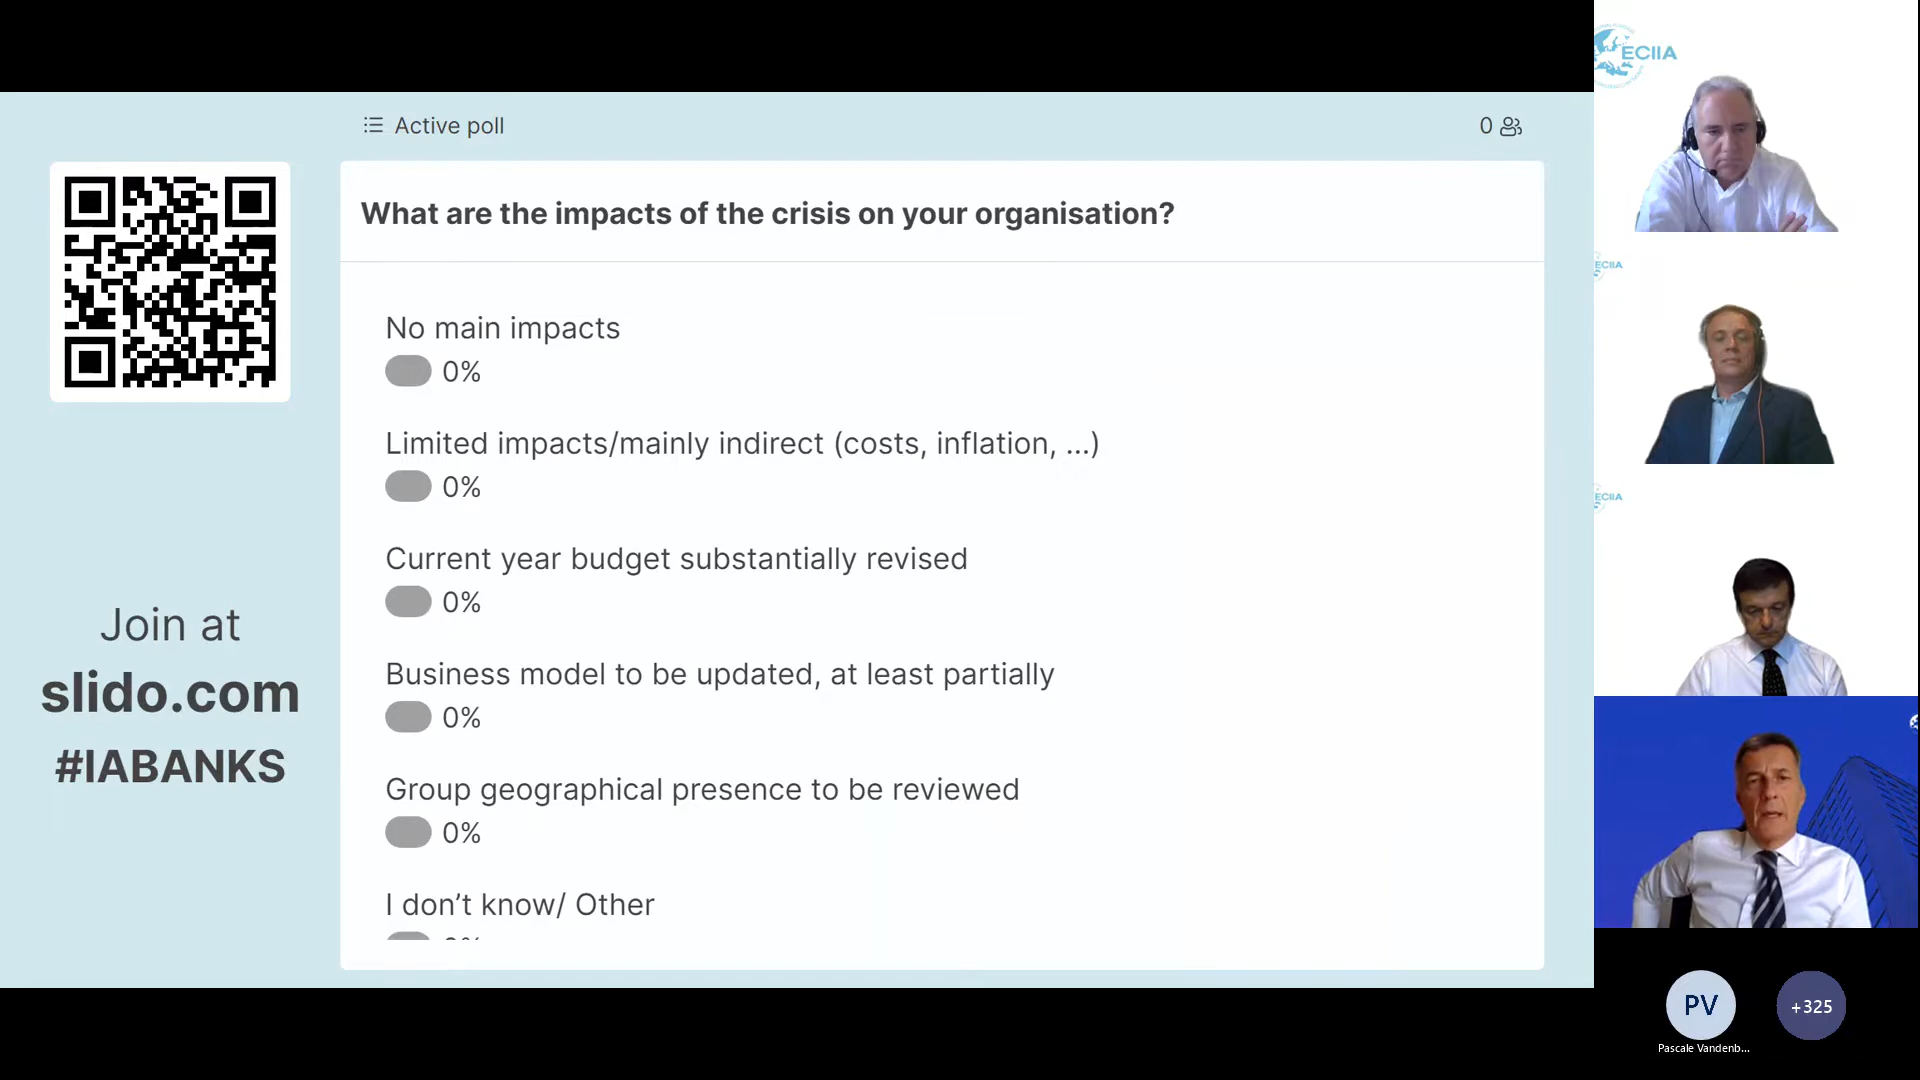 Active poll
0
What are the impacts of the crisis on your organisation?
No main impacts
0%
Limited impacts/mainly indirect (costs, inflation, ...)
0%
Current year budget substantially revised
0%
Business model to be updated, at least partially
0%
Group geographical presence to be reviewed
0%
I don't know/ Other
Join at
slido.com
#IABANKS
ECIIA
ECIIA
ECIIA
PV
+325
Pascale Vandenb...